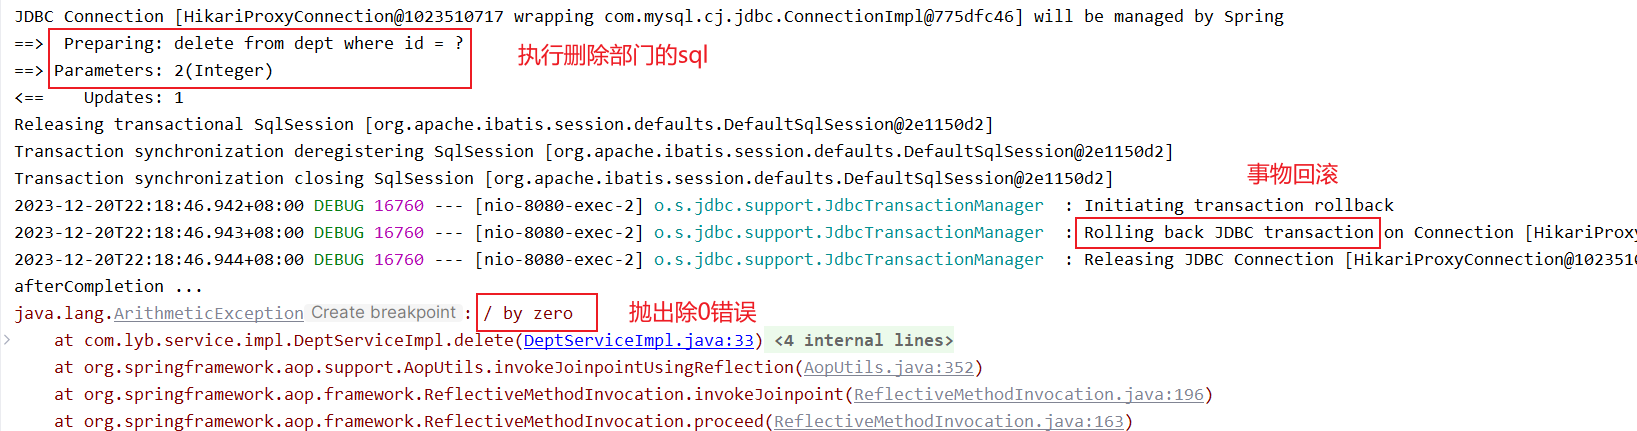 JDBC Connection [HikariProxyConnection@1023510717 wrapping com.mysql.cj.jdbc.ConnectionImpl@775dfc46] will be managed by Spring
==>  Preparing: delete from dept where id = ?
执行删除部门的sql
==> Parameters: 2(Integer)
<==    Updates: 1
Releasing transactional SqlSession [org.apache.ibatis.session.defaults.DefaultSqlSession@2e1150d2]
Transaction synchronization deregistering SqlSession [org.apache.ibatis.session.defaults.DefaultSqlSession@2e1150d2]
Transaction synchronization closing SqlSession [org.apache.ibatis.session.defaults.DefaultSqlSession@2e1150d2]
事物回滚
2023-12-20T22:18:46.942+08:00 DEBUG 16760 --- [nio-8080-exec-2] o.s.jdbc.support.JdbcTransactionManager  : Initiating transaction rollback
2023-12-20T22:18:46.943+08:00 DEBUG 16760 --- [nio-8080-exec-2] o.s.jdbc.support.JdbcTransactionManager  : Rolling back JDBC transaction on Connection [HikariProxy
2023-12-20T22:18:46.944+08:00 DEBUG 16760 --- [nio-8080-exec-2] o.s.jdbc.support.JdbcTransactionManager  : Releasing JDBC Connection [HikariProxyConnection@1023510
afterCompletion ...
java.lang.ArithmeticException Create breakpoint : / by zero
抛出除0错误
at com.lyb.service.impl.DeptServiceImpl.delete(DeptServiceImpl.java:33) <4 internal lines>
at org.springframework.aop.support.AopUtils.invokeJoinpointUsingReflection(AopUtils.java:352)
at org.springframework.aop.framework.ReflectiveMethodInvocation.invokeJoinpoint(ReflectiveMethodInvocation.java:196)
at org.springframework.aop.framework.ReflectiveMethodInvocation.proceed(ReflectiveMethodInvocation.java:163)